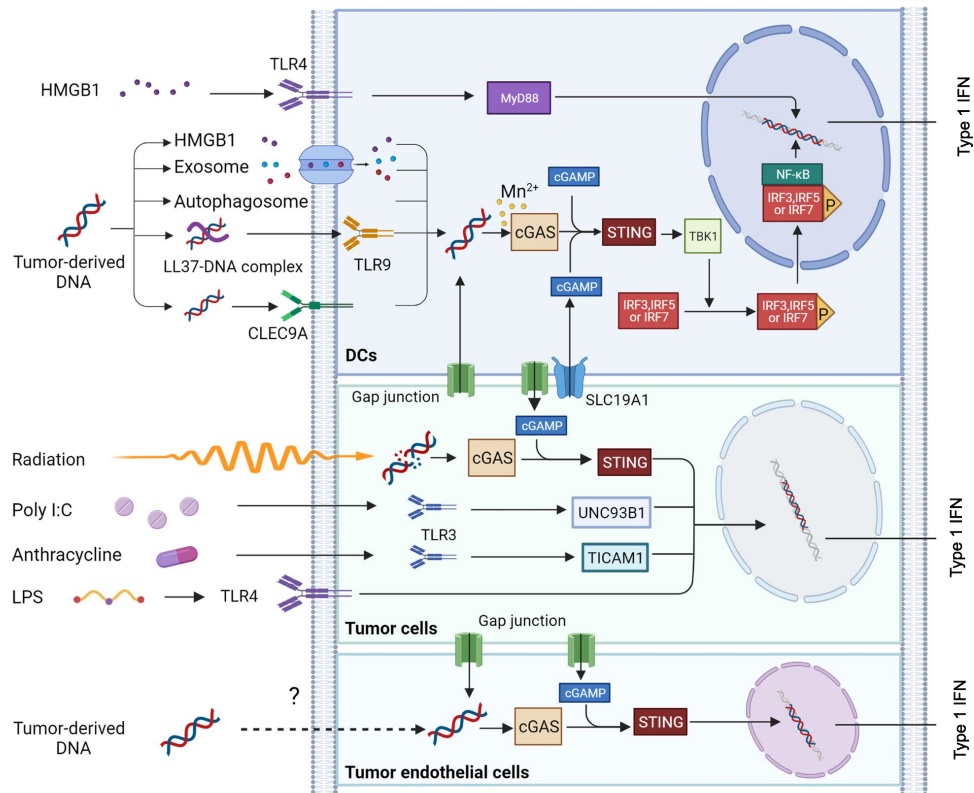 HMGB1
TLR4
MyD88
Type 1 IFN
HMGB1
Exosome
Autophagosome
LL37-DNA complex
Tumor-derived
DNA
TLR9
CLEC9A
Mn2+
cGAMP
cGAS
STING
TBK1
cGAMP
NF-κB
IRF3,IRF5
or IRF7
P
IRF3,IRF5
or IRF7
IRF3,IRF5
or IRF7
P
DCs
Gap junction
SLC19A1
cGAMP
Radiation
cGAS
STING
Poly I:C
TLR3
UNC93B1
Anthracycline
TICAM1
Type 1 IFN
LPS
TLR4
Tumor cells
Gap junction
?
cGAMP
Tumor-derived
DNA
cGAS
STING
Type 1 IFN
Tumor endothelial cells